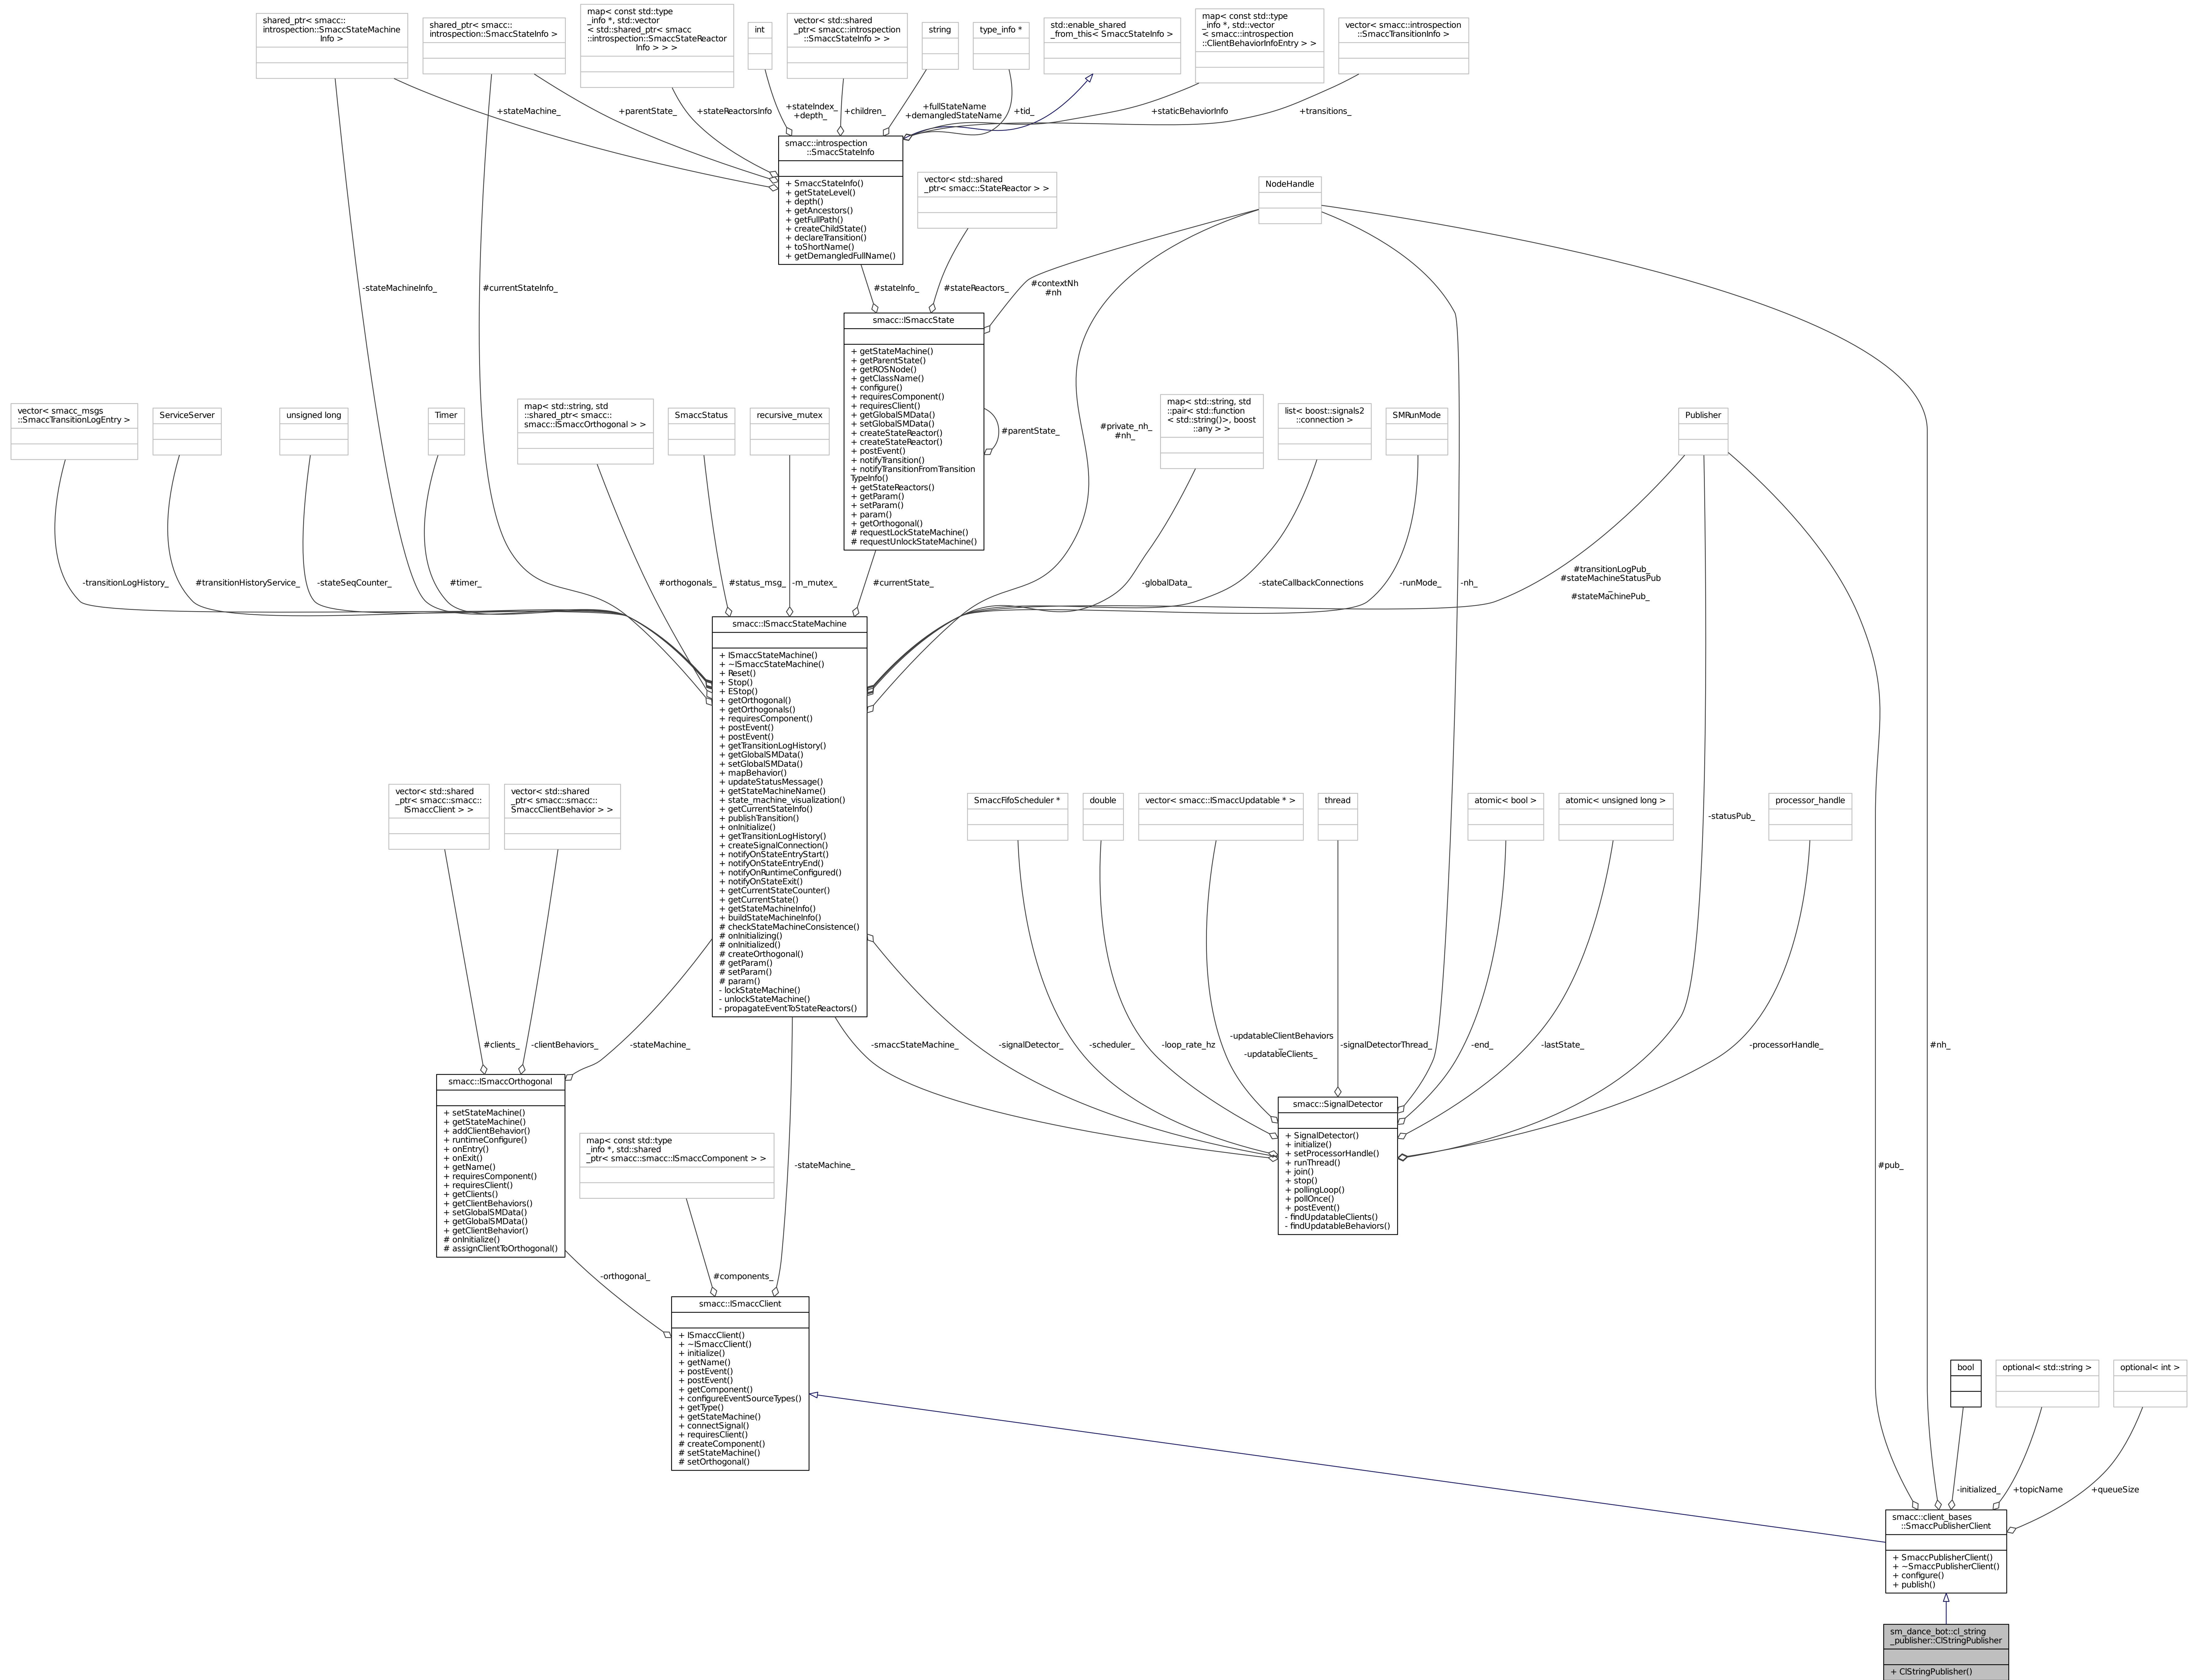 shared_ptr< smacc::
introspection::SmaccStateMachine
Info >
shared_ptr< smacc::
introspection::SmaccStateInfo >
map< const std::type
_info *, std::vector
< std::shared_ptr< smacc
::introspection::SmaccStateReactor
Info > > >
int
vector< std::shared
_ptr< smacc::introspection
::SmaccStateInfo > >
string
type_info *
std::enable_shared
_from_this< SmaccStateInfo >
map< const std::type
_info *, std::vector
< smacc::introspection
::ClientBehaviorInfoEntry > >
vector< smacc::introspection
::SmaccTransitionInfo >
+stateMachine_
+parentState_
+stateReactorsInfo
+stateIndex_
+depth_
+children_
+fullStateName
+demangledStateName
+tid_
+staticBehaviorInfo
+transitions_
smacc::introspection
::SmaccStateInfo
+ SmaccStateInfo()
+ getStateLevel()
+ depth()
+ getAncestors()
+ getFullPath()
+ createChildState()
+ declareTransition()
+ toShortName()
+ getDemangledFullName()
vector< std::shared
_ptr< smacc::StateReactor > >
NodeHandle
-stateMachineInfo_
#currentStateInfo_
#stateInfo_
#stateReactors_
#contextNh
#nh
smacc::ISmaccState
+ getStateMachine()
+ getParentState()
+ getROSNode()
+ getClassName()
+ configure()
+ requiresComponent()
+ requiresClient()
+ getGlobalSMData()
+ setGlobalSMData()
+ createStateReactor()
+ createStateReactor()
+ postEvent()
+ notifyTransition()
+ notifyTransitionFromTransition
TypeInfo()
+ getStateReactors()
+ getParam()
+ setParam()
+ param()
+ getOrthogonal()
# requestLockStateMachine()
# requestUnlockStateMachine()
#parentState_
#private_nh_
#nh_
vector< smacc_msgs
::SmaccTransitionLogEntry >
ServiceServer
unsigned long
Timer
map< std::string, std
::shared_ptr< smacc::
smacc::ISmaccOrthogonal > >
SmaccStatus
recursive_mutex
map< std::string, std
::pair< std::function
< std::string()>, boost
::any > >
list< boost::signals2
::connection >
SMRunMode
Publisher
-transitionLogHistory_
#transitionHistoryService_
-stateSeqCounter_
#timer_
#orthogonals_
#status_msg_
-m_mutex_
#currentState_
-globalData_
-stateCallbackConnections
-runMode_
-nh_
#transitionLogPub_
#stateMachineStatusPub
_
#stateMachinePub_
smacc::ISmaccStateMachine
+ ISmaccStateMachine()
+ ~ISmaccStateMachine()
+ Reset()
+ Stop()
+ EStop()
+ getOrthogonal()
+ getOrthogonals()
+ requiresComponent()
+ postEvent()
+ postEvent()
+ getTransitionLogHistory()
+ getGlobalSMData()
+ setGlobalSMData()
+ mapBehavior()
+ updateStatusMessage()
+ getStateMachineName()
+ state_machine_visualization()
+ getCurrentStateInfo()
+ publishTransition()
+ onInitialize()
+ getTransitionLogHistory()
+ createSignalConnection()
+ notifyOnStateEntryStart()
+ notifyOnStateEntryEnd()
+ notifyOnRuntimeConfigured()
+ notifyOnStateExit()
+ getCurrentStateCounter()
+ getCurrentState()
+ getStateMachineInfo()
+ buildStateMachineInfo()
# checkStateMachineConsistence()
# onInitializing()
# onInitialized()
# createOrthogonal()
# getParam()
# setParam()
# param()
- lockStateMachine()
- unlockStateMachine()
- propagateEventToStateReactors()
vector< std::shared
_ptr< smacc::smacc::
ISmaccClient > >
vector< std::shared
_ptr< smacc::smacc::
SmaccClientBehavior > >
SmaccFifoScheduler *
double
vector< smacc::ISmaccUpdatable * >
thread
atomic< bool >
atomic< unsigned long >
processor_handle
-statusPub_
#clients_
-clientBehaviors_
-stateMachine_
-smaccStateMachine_
-signalDetector_
-scheduler_
-loop_rate_hz
-updatableClientBehaviors
_
-updatableClients_
-signalDetectorThread_
-end_
-lastState_
-processorHandle_
#nh_
smacc::ISmaccOrthogonal
+ setStateMachine()
+ getStateMachine()
+ addClientBehavior()
+ runtimeConfigure()
+ onEntry()
+ onExit()
+ getName()
+ requiresComponent()
+ requiresClient()
+ getClients()
+ getClientBehaviors()
+ setGlobalSMData()
+ getGlobalSMData()
+ getClientBehavior()
# onInitialize()
# assignClientToOrthogonal()
map< const std::type
_info *, std::shared
_ptr< smacc::smacc::ISmaccComponent > >
-stateMachine_
smacc::SignalDetector
+ SignalDetector()
+ initialize()
+ setProcessorHandle()
+ runThread()
+ join()
+ stop()
+ pollingLoop()
+ pollOnce()
+ postEvent()
- findUpdatableClients()
- findUpdatableBehaviors()
#pub_
-orthogonal_
#components_
smacc::ISmaccClient
+ ISmaccClient()
+ ~ISmaccClient()
+ initialize()
+ getName()
+ postEvent()
+ postEvent()
+ getComponent()
+ configureEventSourceTypes()
+ getType()
+ getStateMachine()
+ connectSignal()
+ requiresClient()
# createComponent()
# setStateMachine()
# setOrthogonal()
bool
optional< std::string >
optional< int >
-initialized_
+topicName
+queueSize
smacc::client_bases
::SmaccPublisherClient
+ SmaccPublisherClient()
+ ~SmaccPublisherClient()
+ configure()
+ publish()
sm_dance_bot::cl_string
_publisher::ClStringPublisher
+ ClStringPublisher()